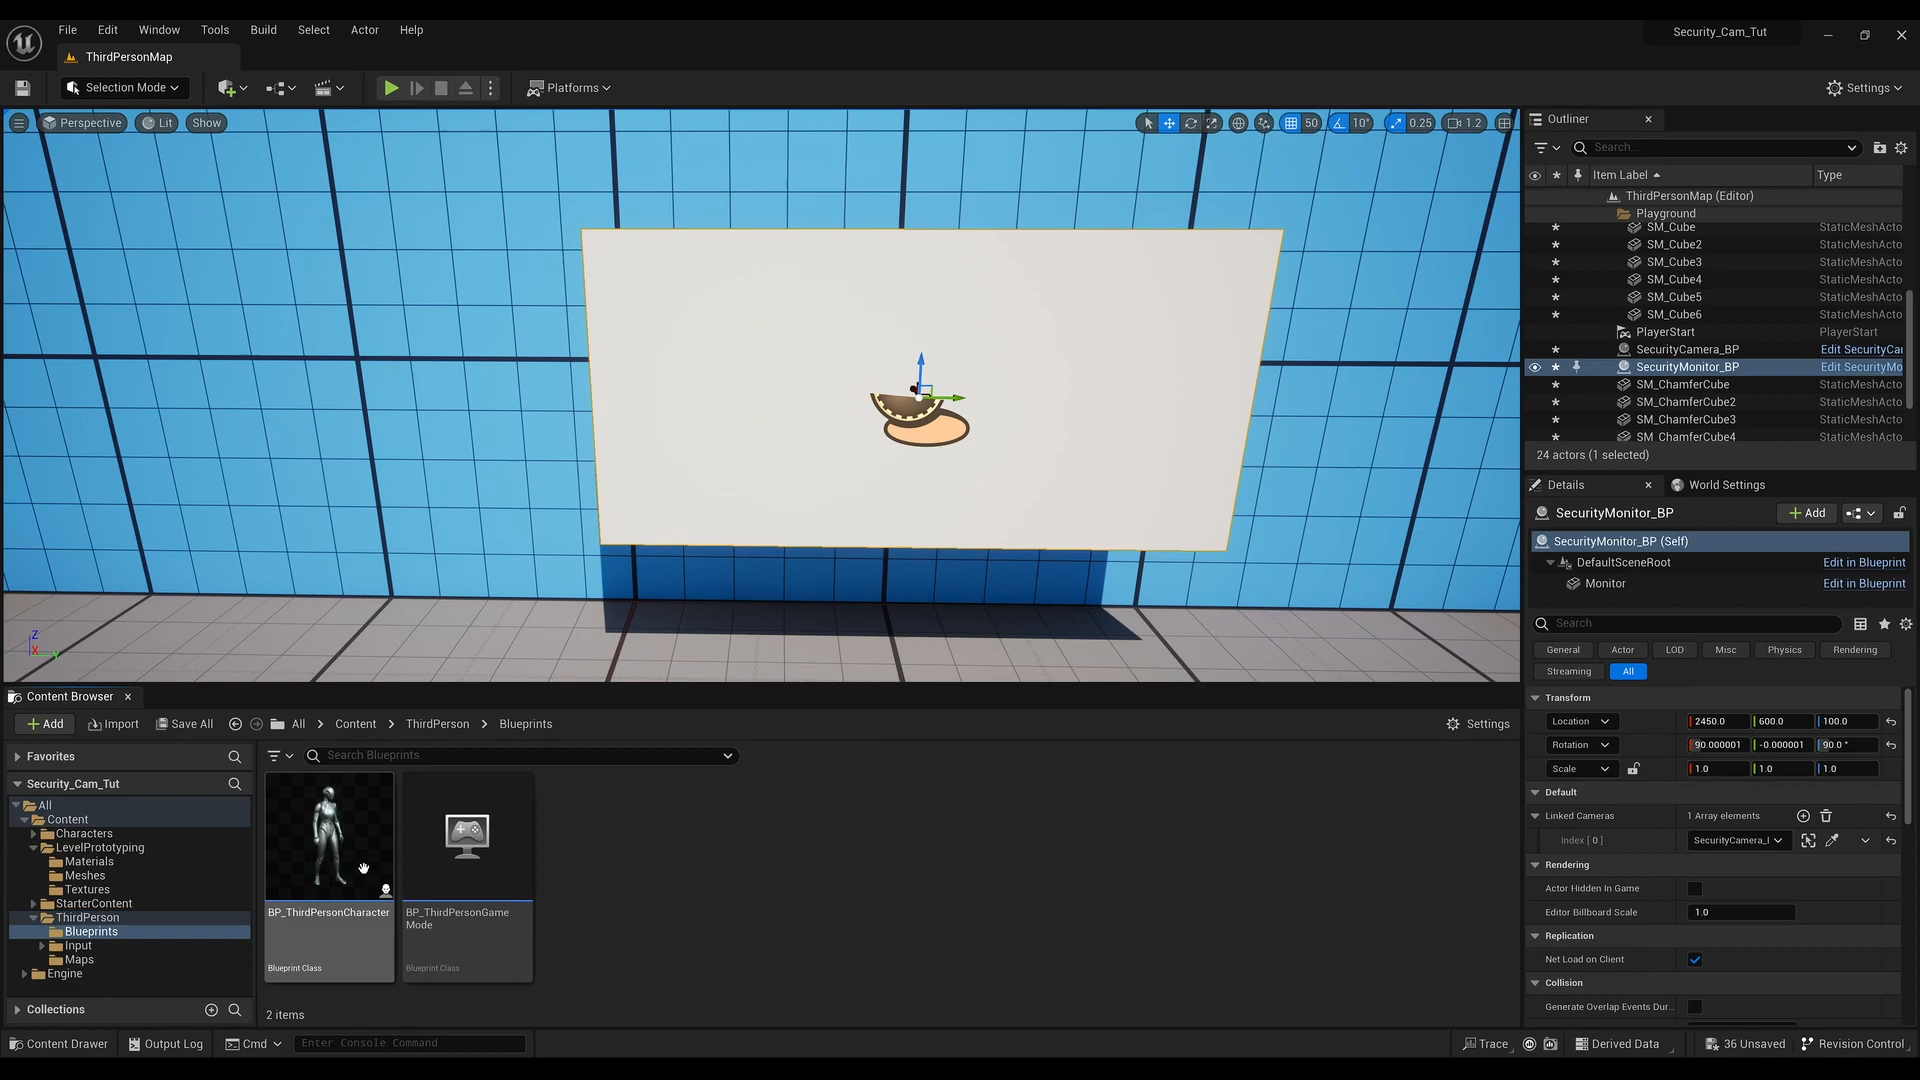 File Edit Window Tools Build Select Actor Help
Security_Cam_Tut
ThirdPersonMap
Selection Mode
Platforms
Settings
Perspective
Lit
Show
50
10°
0.25
1.2
Z
X
Outliner
Search...
Item Label
Type
ThirdPersonMap (Editor)
Playground
SM_Cube StaticMeshActo
SM_Cube2 StaticMeshActo
SM_Cube3 StaticMeshActo
SM_Cube4 StaticMeshActo
SM_Cube5 StaticMeshActo
SM_Cube6 StaticMeshActo
PlayerStart PlayerStart
SecurityCamera_BP Edit SecurityCa
SecurityMonitor_BP Edit SecurityMo
SM_ChamferCube StaticMeshActo
SM_ChamferCube2 StaticMeshActo
SM_ChamferCube3 StaticMeshActo
SM_ChamferCube4 StaticMeshActo
24 actors (1 selected)
Details
World Settings
SecurityMonitor_BP
Add
SecurityMonitor_BP (Self)
DefaultSceneRoot Edit in Blueprint
Monitor Edit in Blueprint
Search
General Actor LOD Misc Physics Rendering
Streaming All
Transform
Location 2450.0 600.0 100.0
Rotation 90.000001 -0.000001 90.0 °
Scale 1.0 1.0 1.0
Default
Linked Cameras 1 Array elements
Index [ 0 ] SecurityCamera_I
Rendering
Actor Hidden In Game
Editor Billboard Scale 1.0
Replication
Net Load on Client
Collision
Generate Overlap Events Dur...
Content Browser
Add Import Save All All Content ThirdPerson Blueprints Settings
Favorites
Search Blueprints
Security_Cam_Tut
All
Content
Characters
LevelPrototyping
Materials
Meshes
Textures
StarterContent
ThirdPerson
Blueprints
Input
Maps
Engine
Collections
BP_ThirdPersonCharacter
Blueprint Class
BP_ThirdPersonGame
Mode
Blueprint Class
2 items
Content Drawer Output Log Cmd Enter Console Command Trace Derived Data 36 Unsaved Revision Control